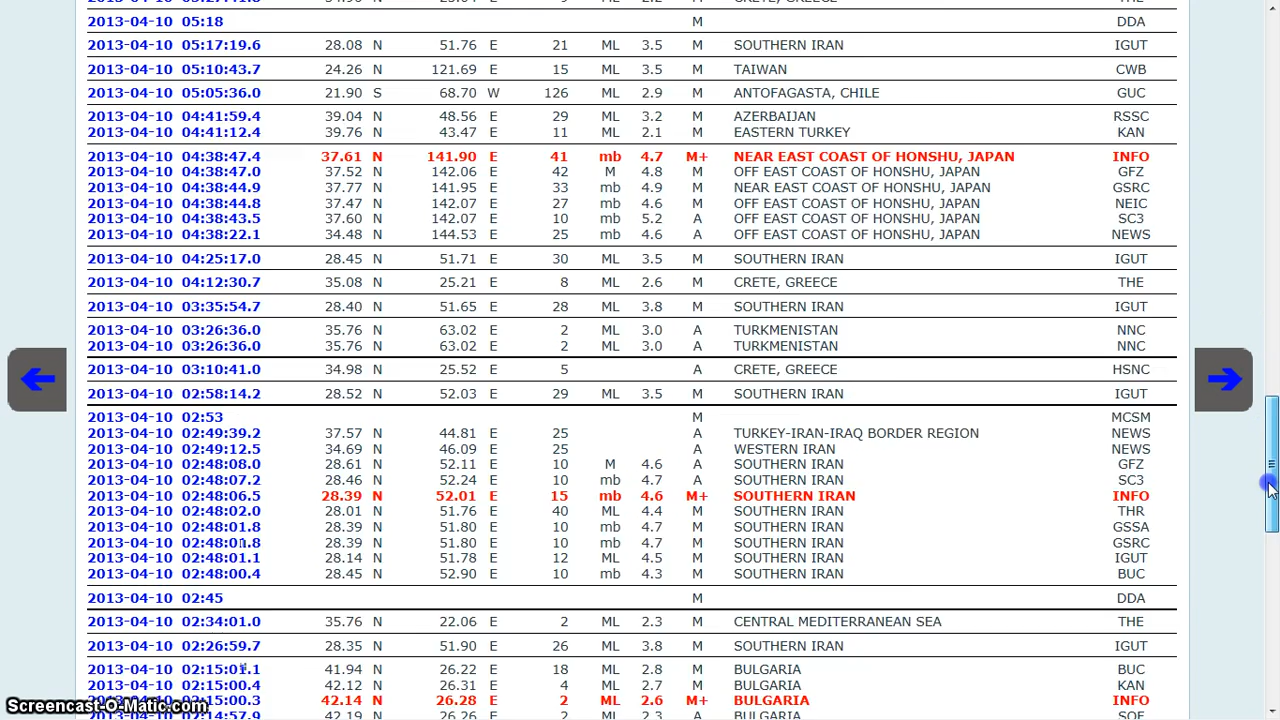 2013-04-10 05:18 M DDA
2013-04-10 05:17:19.6 28.08 N 51.76 E 21 ML 3.5 M SOUTHERN IRAN IGUT
2013-04-10 05:10:43.7 24.26 N 121.69 E 15 ML 3.5 M TAIWAN CWB
2013-04-10 05:05:36.0 21.90 S 68.70 W 126 ML 2.9 M ANTOFAGASTA, CHILE GUC
2013-04-10 04:41:59.4 39.04 N 48.56 E 29 ML 3.2 M AZERBAIJAN RSSC
2013-04-10 04:41:12.4 39.76 N 43.47 E 11 ML 2.1 M EASTERN TURKEY KAN
2013-04-10 04:38:47.4 37.61 N 141.90 E 41 mb 4.7 M+ NEAR EAST COAST OF HONSHU, JAPAN INFO
2013-04-10 04:38:47.0 37.52 N 142.06 E 42 M 4.8 M OFF EAST COAST OF HONSHU, JAPAN GFZ
2013-04-10 04:38:44.9 37.77 N 141.95 E 33 mb 4.9 M NEAR EAST COAST OF HONSHU, JAPAN GSRC
2013-04-10 04:38:44.8 37.47 N 142.07 E 27 mb 4.6 M OFF EAST COAST OF HONSHU, JAPAN NEIC
2013-04-10 04:38:43.5 37.60 N 142.07 E 10 mb 5.2 A OFF EAST COAST OF HONSHU, JAPAN SC3
2013-04-10 04:38:22.1 34.48 N 144.53 E 25 mb 4.6 A OFF EAST COAST OF HONSHU, JAPAN NEWS
2013-04-10 04:25:17.0 28.45 N 51.71 E 30 ML 3.5 M SOUTHERN IRAN IGUT
2013-04-10 04:12:30.7 35.08 N 25.21 E 8 ML 2.6 M CRETE, GREECE THE
2013-04-10 03:35:54.7 28.40 N 51.65 E 28 ML 3.8 M SOUTHERN IRAN IGUT
2013-04-10 03:26:36.0 35.76 N 63.02 E 2 ML 3.0 A TURKMENISTAN NNC
2013-04-10 03:26:36.0 35.76 N 63.02 E 2 ML 3.0 A TURKMENISTAN NNC
2013-04-10 03:10:41.0 34.98 N 25.52 E 5 A CRETE, GREECE HSNC
2013-04-10 02:58:14.2 28.52 N 52.03 E 29 ML 3.5 M SOUTHERN IRAN IGUT
2013-04-10 02:53 M MCSM
2013-04-10 02:49:39.2 37.57 N 44.81 E 25 A TURKEY-IRAN-IRAQ BORDER REGION NEWS
2013-04-10 02:49:12.5 34.69 N 46.09 E 25 A WESTERN IRAN NEWS
2013-04-10 02:48:08.0 28.61 N 52.11 E 10 M 4.6 A SOUTHERN IRAN GFZ
2013-04-10 02:48:07.2 28.46 N 52.24 E 10 mb 4.7 A SOUTHERN IRAN SC3
2013-04-10 02:48:06.5 28.39 N 52.01 E 15 mb 4.6 M+ SOUTHERN IRAN INFO
2013-04-10 02:48:02.0 28.01 N 51.76 E 40 ML 4.4 M SOUTHERN IRAN THR
2013-04-10 02:48:01.8 28.39 N 51.80 E 10 mb 4.7 M SOUTHERN IRAN GSSA
2013-04-10 02:48:01.8 28.39 N 51.80 E 10 mb 4.7 M SOUTHERN IRAN GSRC
2013-04-10 02:48:01.1 28.14 N 51.78 E 12 ML 4.5 M SOUTHERN IRAN IGUT
2013-04-10 02:48:00.4 28.45 N 52.90 E 10 mb 4.3 M SOUTHERN IRAN BUC
2013-04-10 02:45 M DDA
2013-04-10 02:34:01.0 35.76 N 22.06 E 2 ML 2.3 M CENTRAL MEDITERRANEAN SEA THE
2013-04-10 02:26:59.7 28.35 N 51.90 E 26 ML 3.8 M SOUTHERN IRAN IGUT
2013-04-10 02:15:01.1 41.94 N 26.22 E 18 ML 2.8 M BULGARIA BUC
2013-04-10 02:15:00.4 42.12 N 26.31 E 4 ML 2.7 M BULGARIA KAN
2013-04-10 02:15:00.3 42.14 N 26.28 E 2 ML 2.6 M+ BULGARIA INFO
Screencast-O-Matic.com